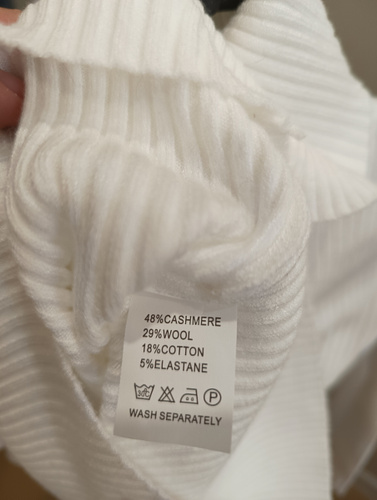 48%CASHMERE
29%WOOL
18%COTTON
5%ELASTANE
P
WASH SEPARATELY